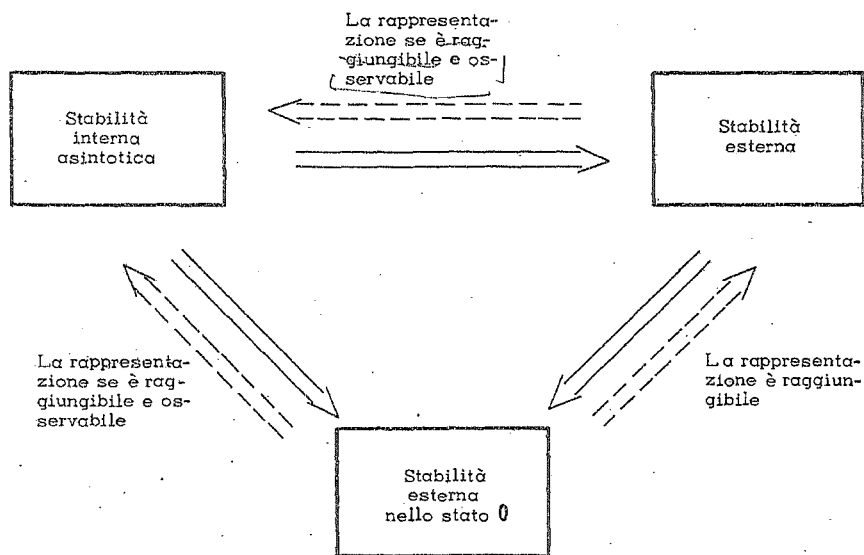 La rappresenta-
zione se è rag-
giungibile e os-
servabile
Stabilità
interna
asintotica
Stabilità
esterna
La rappresenta-
zione se è rag-
giungibile e os-
servabile
La rappresenta-
zione è raggiun-
gibile
Stabilità
esterna
nello stato 0